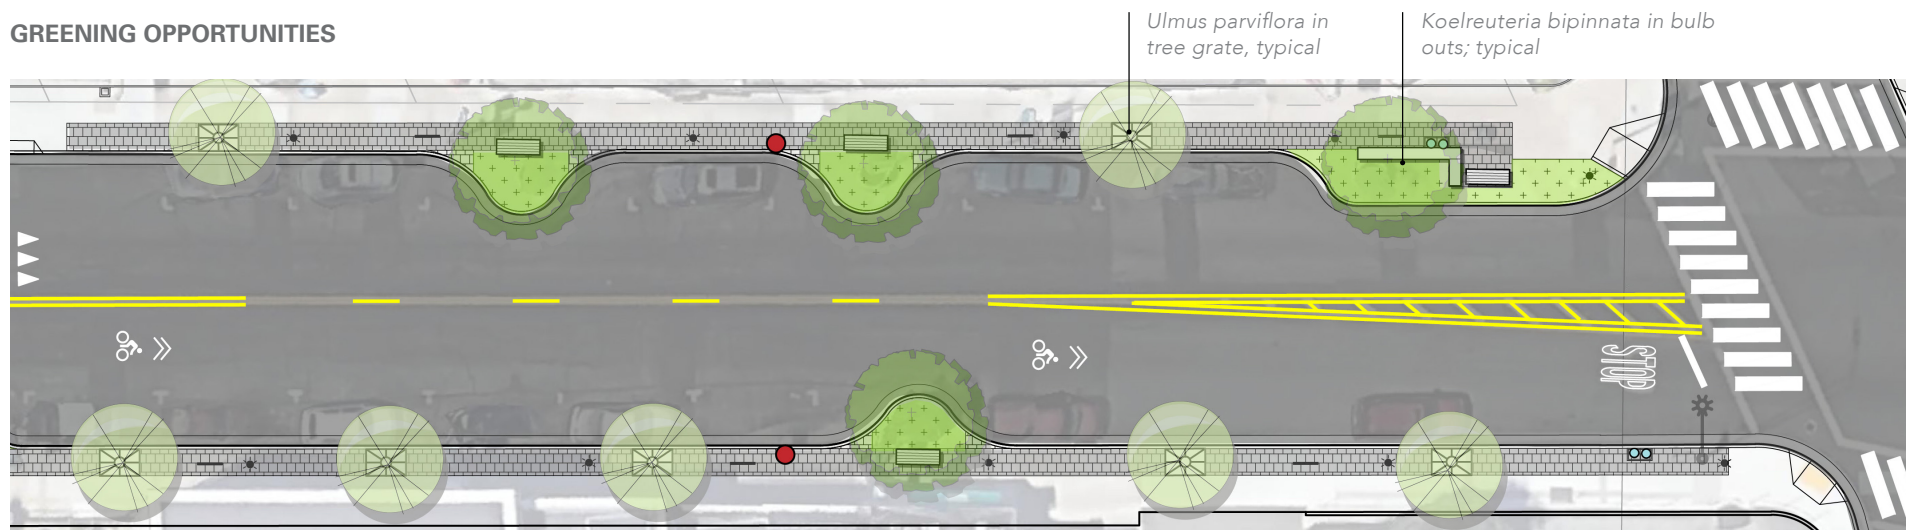 GREENING OPPORTUNITIES
Ulmus parviflora in
tree grate, typical
Koelreuteria bipinnata in bulb
outs; typical
STOP